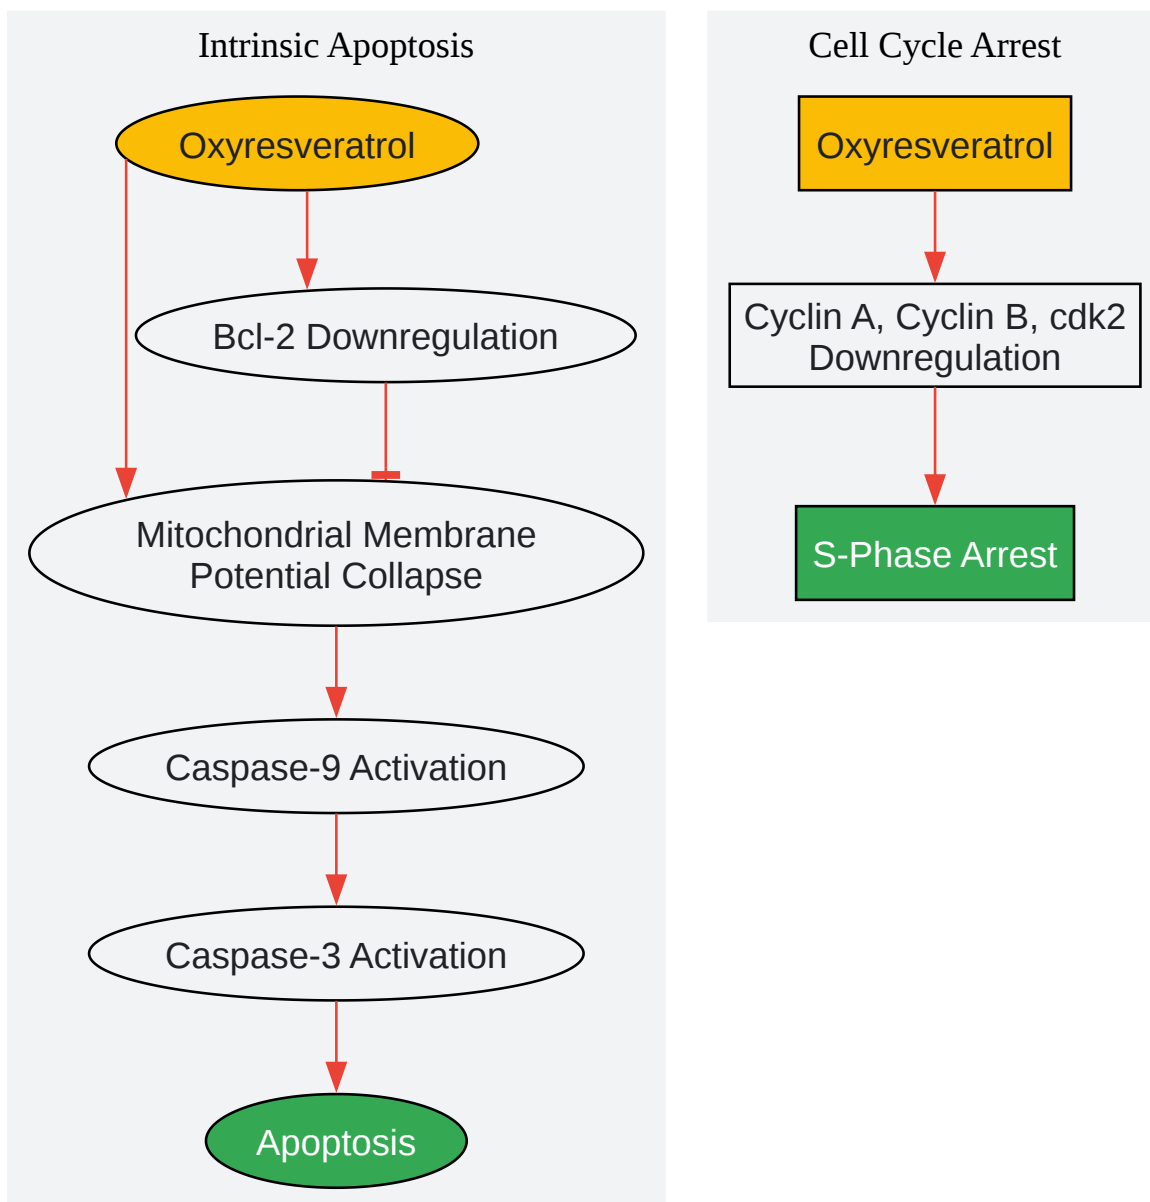 Intrinsic Apoptosis
Oxyresveratrol
Bcl-2 Downregulation
Mitochondrial Membrane
Potential Collapse
Caspase-9 Activation
Caspase-3 Activation
Apoptosis
Cell Cycle Arrest
Oxyresveratrol
Cyclin A, Cyclin B, cdk2
Downregulation
S-Phase Arrest